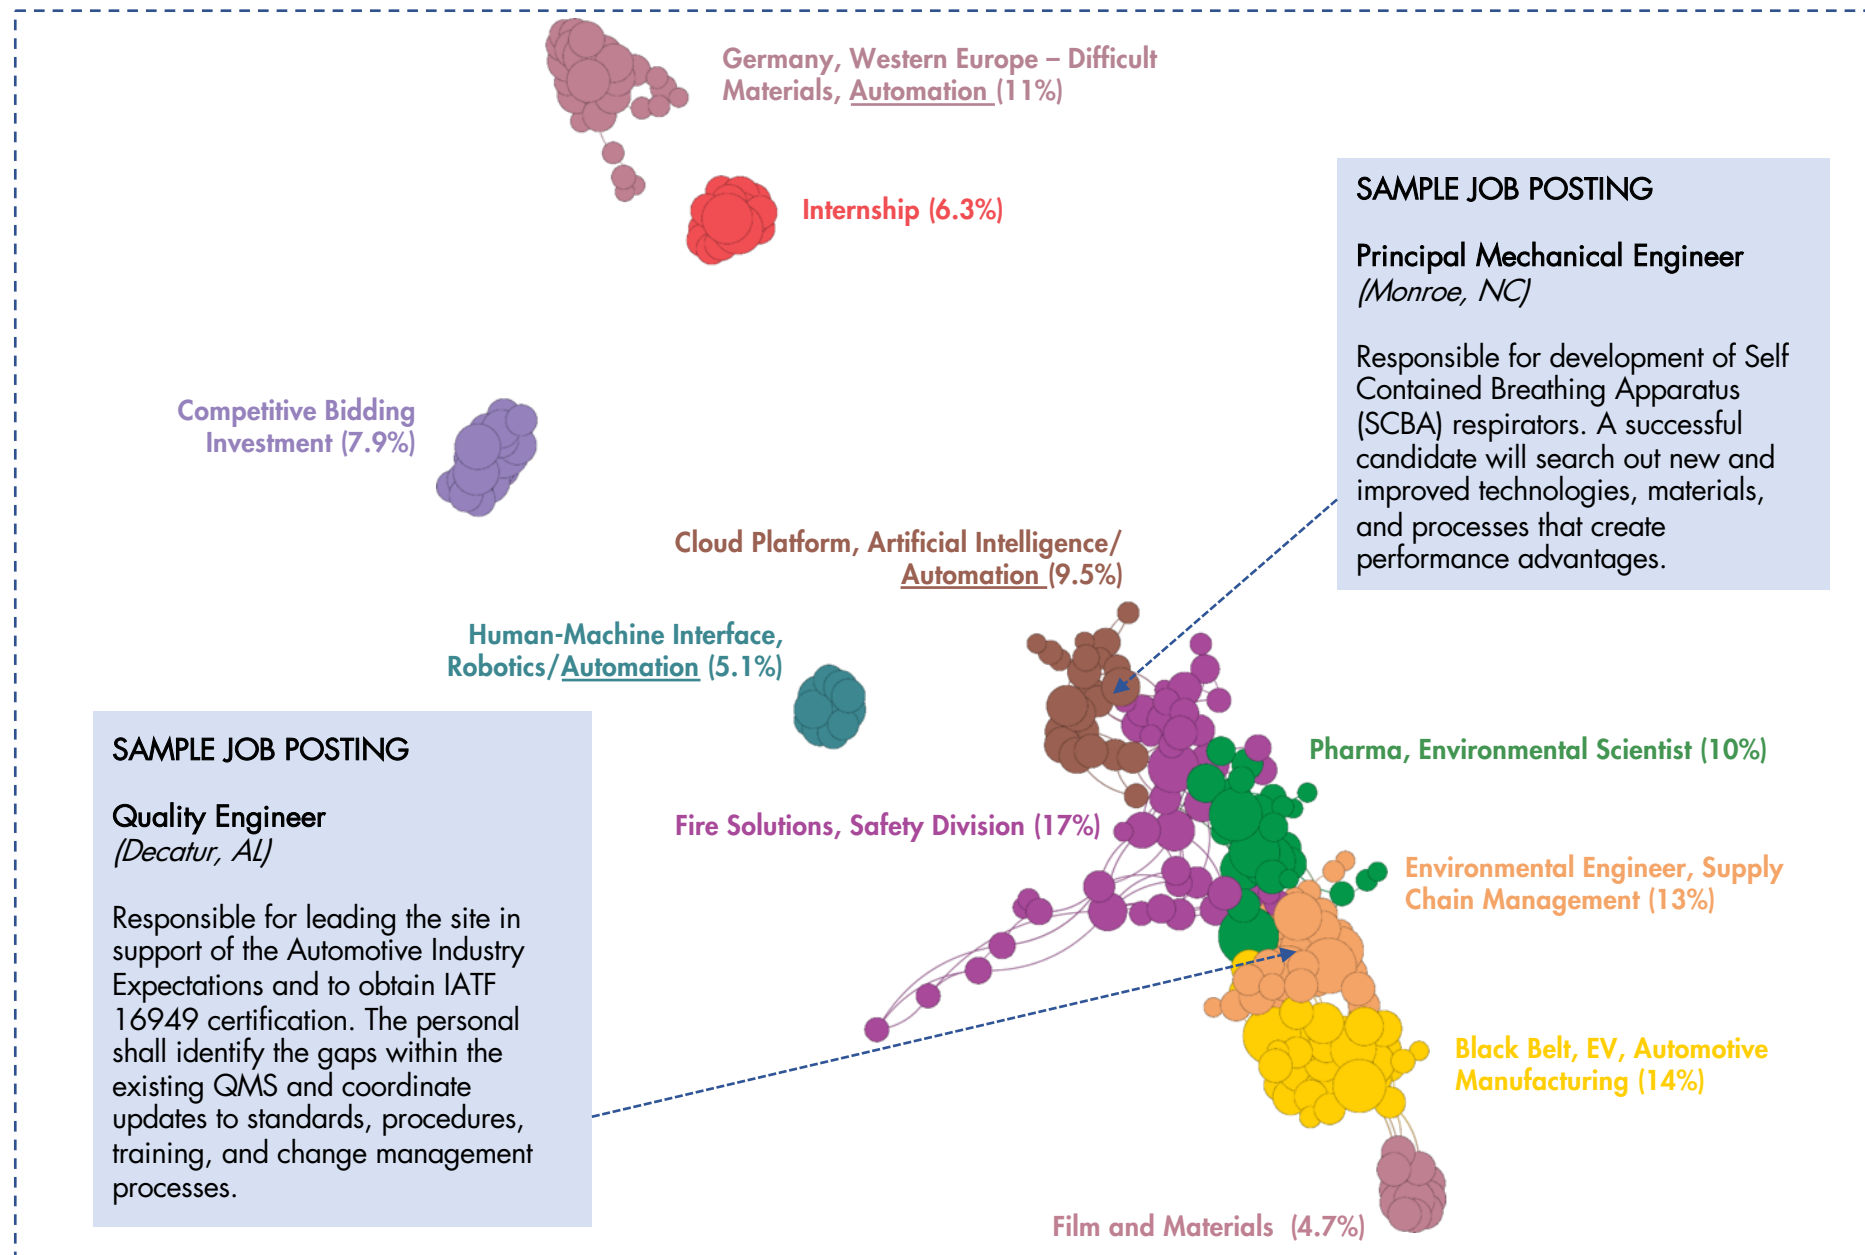 Germany, Western Europe – Difficult
Materials, Automation (11%)
Internship (6.3%)
SAMPLE JOB POSTING
Principal Mechanical Engineer
(Monroe, NC)
Responsible for development of Self
Contained Breathing Apparatus
(SCBA) respirators. A successful
candidate will search out new and
improved technologies, materials,
and processes that create
performance advantages.
Competitive Bidding
Investment (7.9%)
Cloud Platform, Artificial Intelligence/
Automation (9.5%)
Human-Machine Interface,
Robotics/Automation (5.1%)
SAMPLE JOB POSTING
Quality Engineer
(Decatur, AL)
Responsible for leading the site in
support of the Automotive Industry
Expectations and to obtain IATF
16949 certification. The personal
shall identify the gaps within the
existing QMS and coordinate
updates to standards, procedures,
training, and change management
processes.
Pharma, Environmental Scientist (10%)
Fire Solutions, Safety Division (17%)
Environmental Engineer, Supply
Chain Management (13%)
Black Belt, EV, Automotive
Manufacturing (14%)
Film and Materials (4.7%)